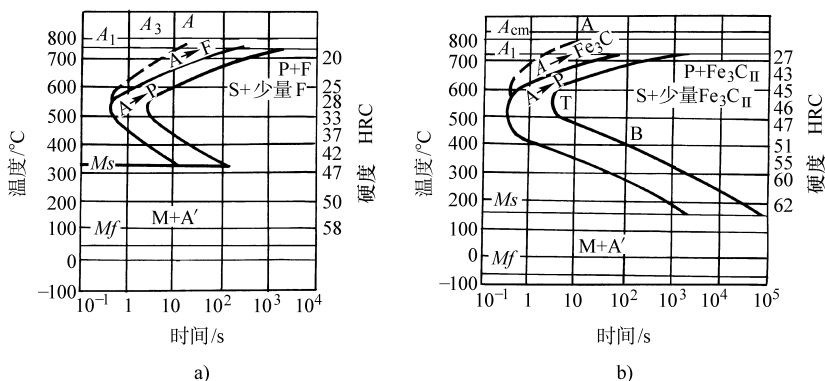 A₁ A₃ A
800
700
600
500
400
300
200
100
0
−100
温度/℃
A→F
A→P
P+F
S+少量F
Ms
M+A′
Mf
20
25
28
33
37
42
47
50
58
硬度 HRC
10⁻¹ 1 10 10² 10³ 10⁴
时间/s
a)
Acm
A
A₁
800
700
600
500
400
300
200
100
0
−100
温度/℃
A→Fe₃C
A→P
P+Fe₃CⅡ
S+少量Fe₃CⅡ
T
B
Ms
M+A′
Mf
27
43
45
46
47
51
55
60
62
硬度 HRC
10⁻¹ 1 10 10² 10³ 10⁴ 10⁵
时间/s
b)